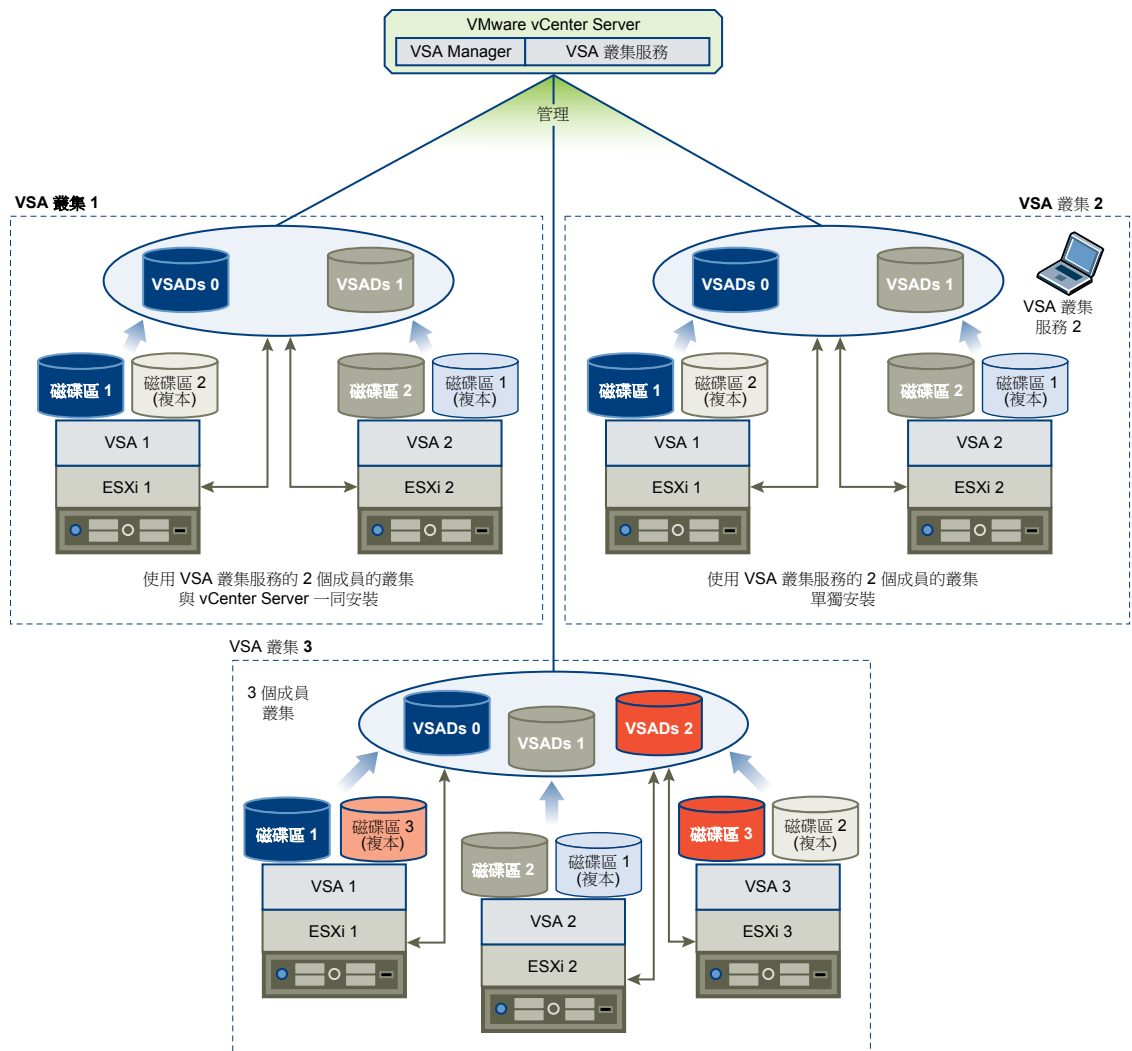 VMware vCenter Server
VSA Manager
VSA 叢集服務
管理
VSA 叢集 1
VSADs 0
VSADs 1
磁碟區 1
磁碟區 2
(複本)
磁碟區 2
磁碟區 1
(複本)
VSA 1
VSA 2
ESXi 1
ESXi 2
使用 VSA 叢集服務的 2 個成員的叢集
與 vCenter Server 一同安裝
VSA 叢集 2
VSADs 0
VSADs 1
VSA 叢集
服務 2
磁碟區 1
磁碟區 2
(複本)
磁碟區 2
磁碟區 1
(複本)
VSA 1
VSA 2
ESXi 1
ESXi 2
使用 VSA 叢集服務的 2 個成員的叢集
單獨安裝
VSA 叢集 3
3 個成員
叢集
VSADs 0
VSADs 1
VSADs 2
磁碟區 1
磁碟區 3
(複本)
磁碟區 2
磁碟區 1
(複本)
磁碟區 3
磁碟區 2
(複本)
VSA 1
VSA 2
VSA 3
ESXi 1
ESXi 2
ESXi 3